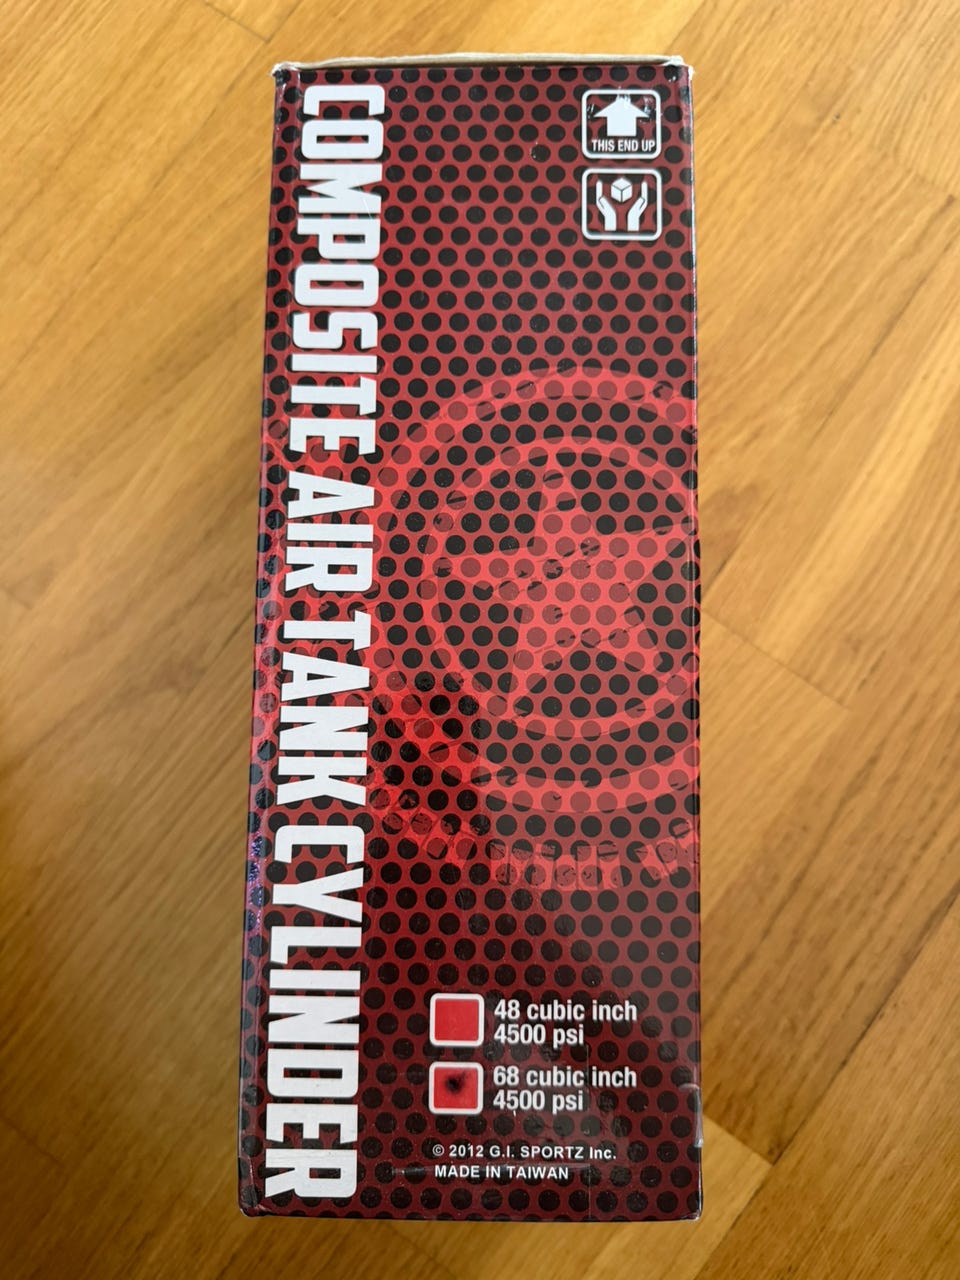 COMPOSITE AIR TANK CYLINDER
THIS END UP
48 cubic inch
4500 psi
68 cubic inch
4500 psi
© 2012 G.I. SPORTZ Inc.
MADE IN TAIWAN